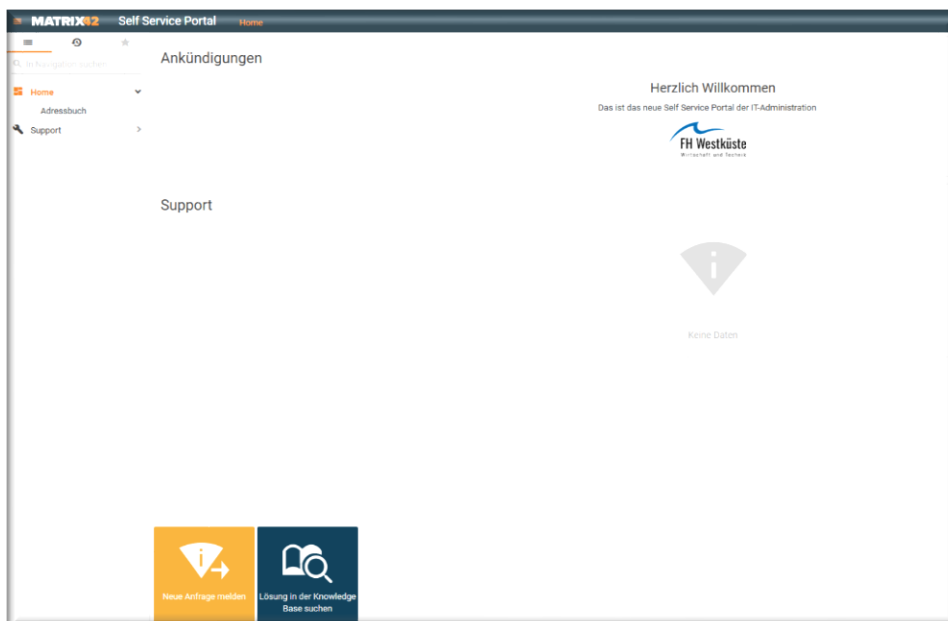 MATRIX42 Self Service Portal Home
In Navigation suchen
Home
Adressbuch
Support
Ankündigungen
Herzlich Willkommen
Das ist das neue Self Service Portal der IT-Administration
FH Westküste
Wirtschaft und Technik
Support
Keine Daten
Neue Anfrage melden
Lösung in der Knowledge
Base suchen